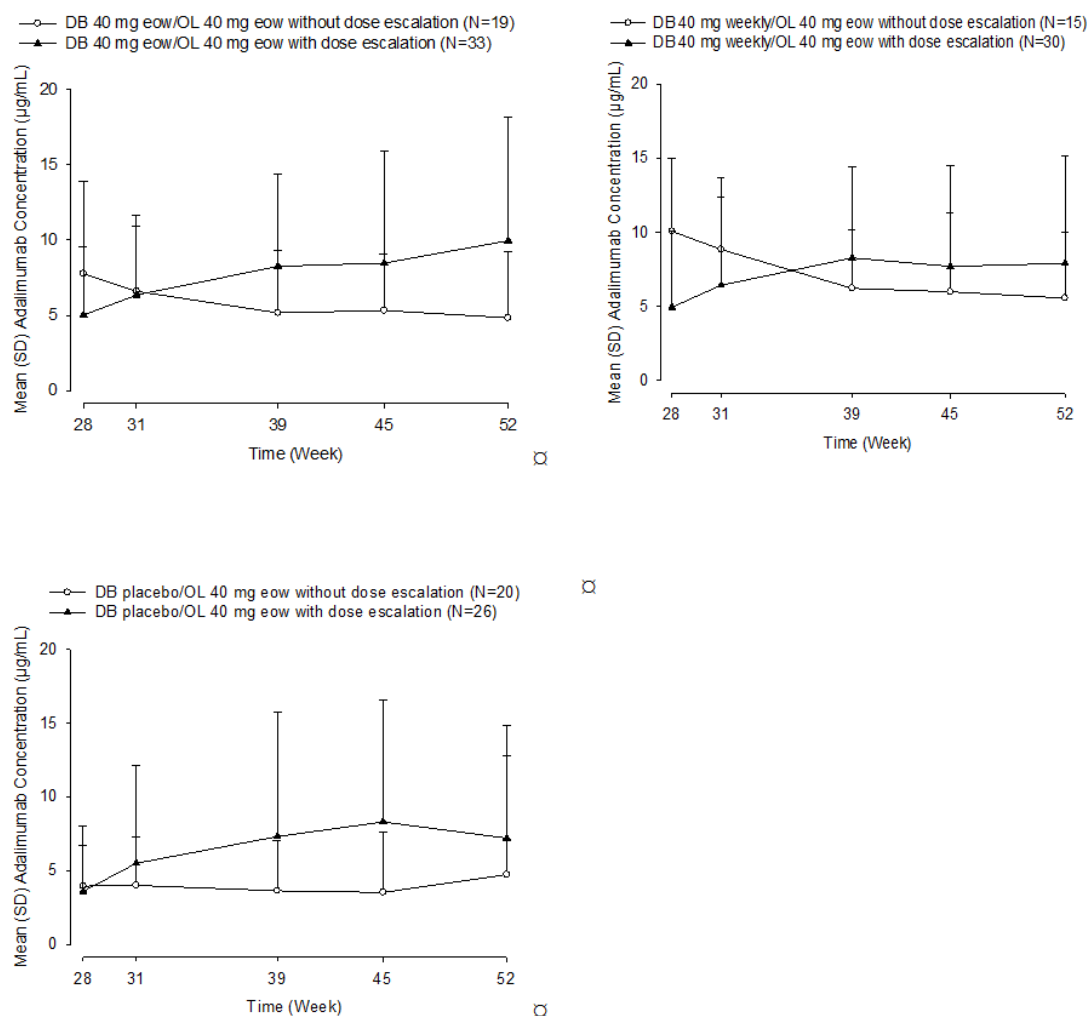 DB 40 mg eow/OL 40 mg eow without dose escalation (N=19)
DB 40 mg eow/OL 40 mg eow with dose escalation (N=33)
Mean (SD) Adalimumab Concentration (µg/mL)
20
15
10
5
0
28 31 39 45 52
Time (Week)
¤
DB 40 mg weekly/OL 40 mg eow without dose escalation (N=15)
DB 40 mg weekly/OL 40 mg eow with dose escalation (N=30)
Mean (SD) Adalimumab Concentration (µg/mL)
20
15
10
5
0
28 31 39 45 52
Time (Week)
¤
DB placebo/OL 40 mg eow without dose escalation (N=20)
DB placebo/OL 40 mg eow with dose escalation (N=26)
Mean (SD) Adalimumab Concentration (µg/mL)
20
15
10
5
0
28 31 39 45 52
Time (Week)
¤